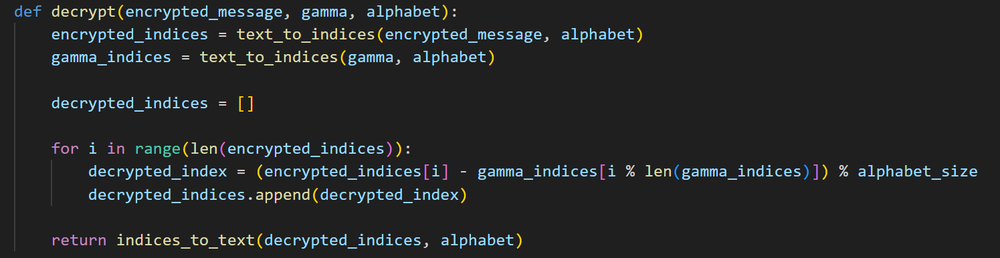 def decrypt(encrypted_message, gamma, alphabet):
    encrypted_indices = text_to_indices(encrypted_message, alphabet)
    gamma_indices = text_to_indices(gamma, alphabet)

    decrypted_indices = []

    for i in range(len(encrypted_indices)):
        decrypted_index = (encrypted_indices[i] - gamma_indices[i % len(gamma_indices)]) % alphabet_size
        decrypted_indices.append(decrypted_index)

    return indices_to_text(decrypted_indices, alphabet)